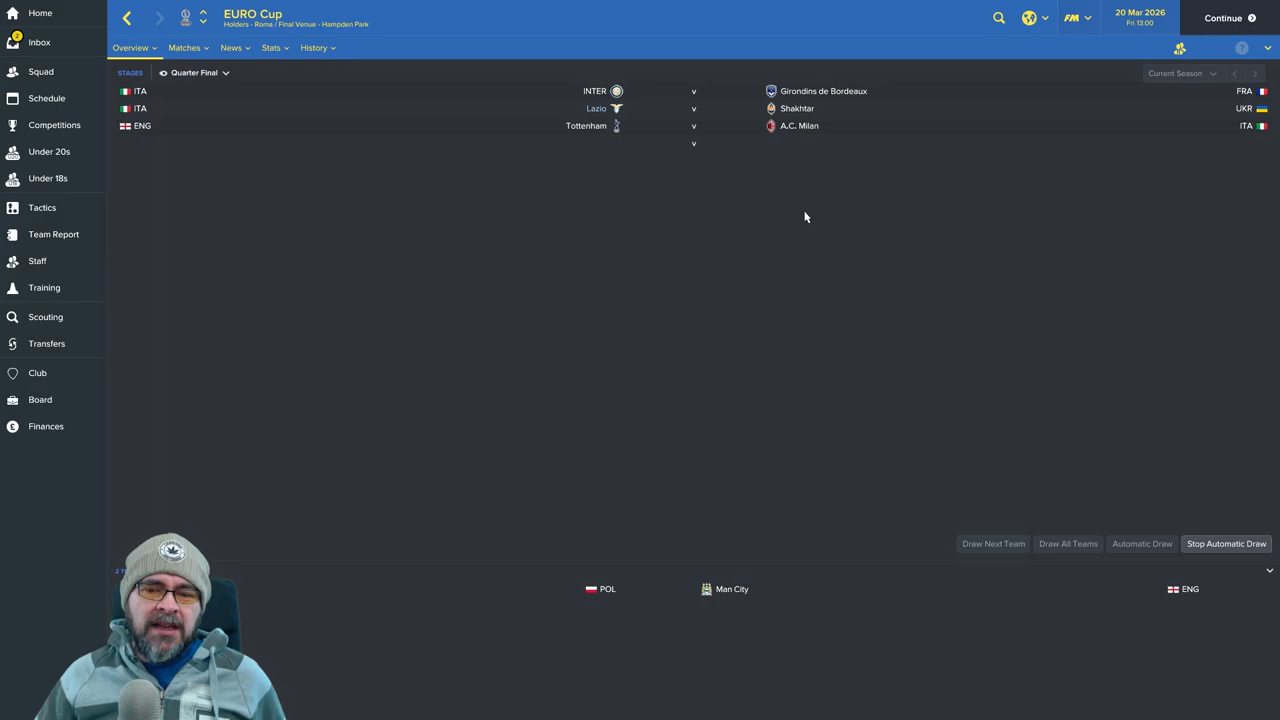 Home
EURO Cup
Holders - Roma / Final Venue - Hampden Park
FM
20 Mar 2026
Fri 13:00
Continue
2
Inbox
Overview
Matches
News
Stats
History
?
Squad
STAGES
Quarter Final
Current Season
ITA INTER v Girondins de Bordeaux FRA
ITA Lazio v Shakhtar UKR
ENG Tottenham v A.C. Milan ITA
v
Schedule
Competitions
Under 20s
Under 18s
Tactics
Team Report
Staff
Training
Scouting
Transfers
Club
Board
£ Finances
Draw Next Team
Draw All Teams
Automatic Draw
Stop Automatic Draw
POL Man City ENG